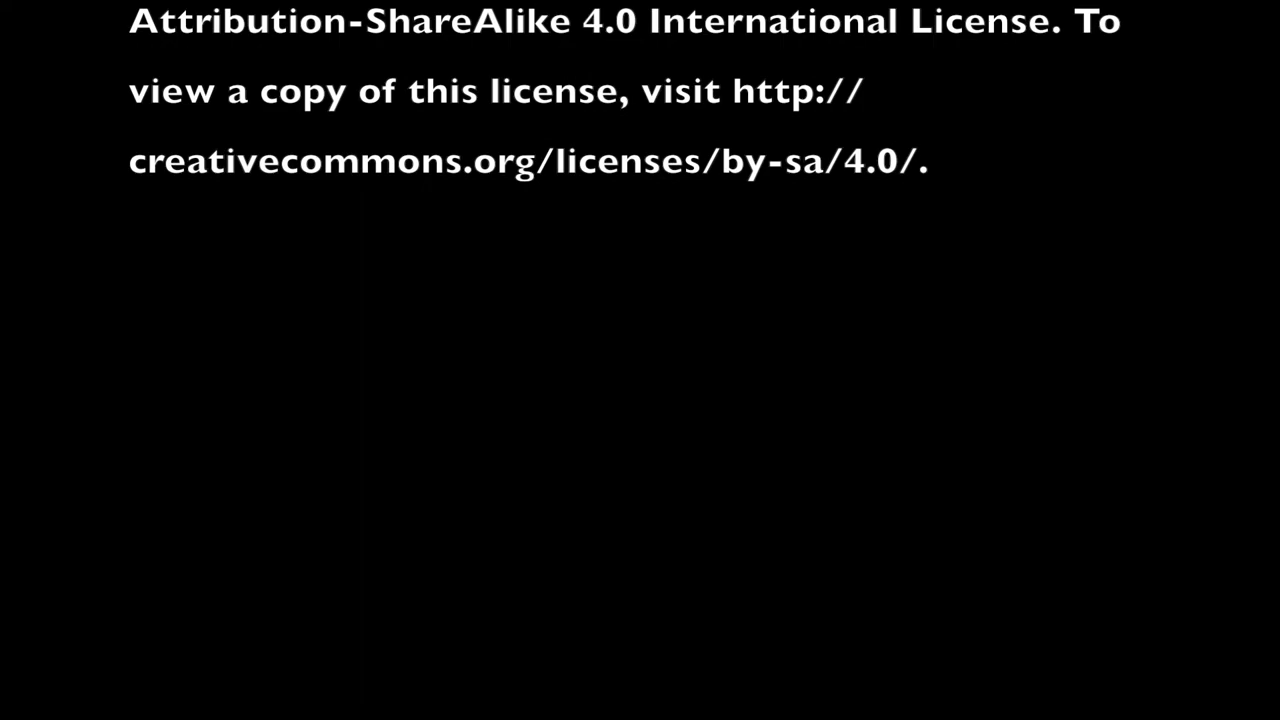 Attribution-ShareAlike 4.0 International License. To
view a copy of this license, visit http://
creativecommons.org/licenses/by-sa/4.0/.